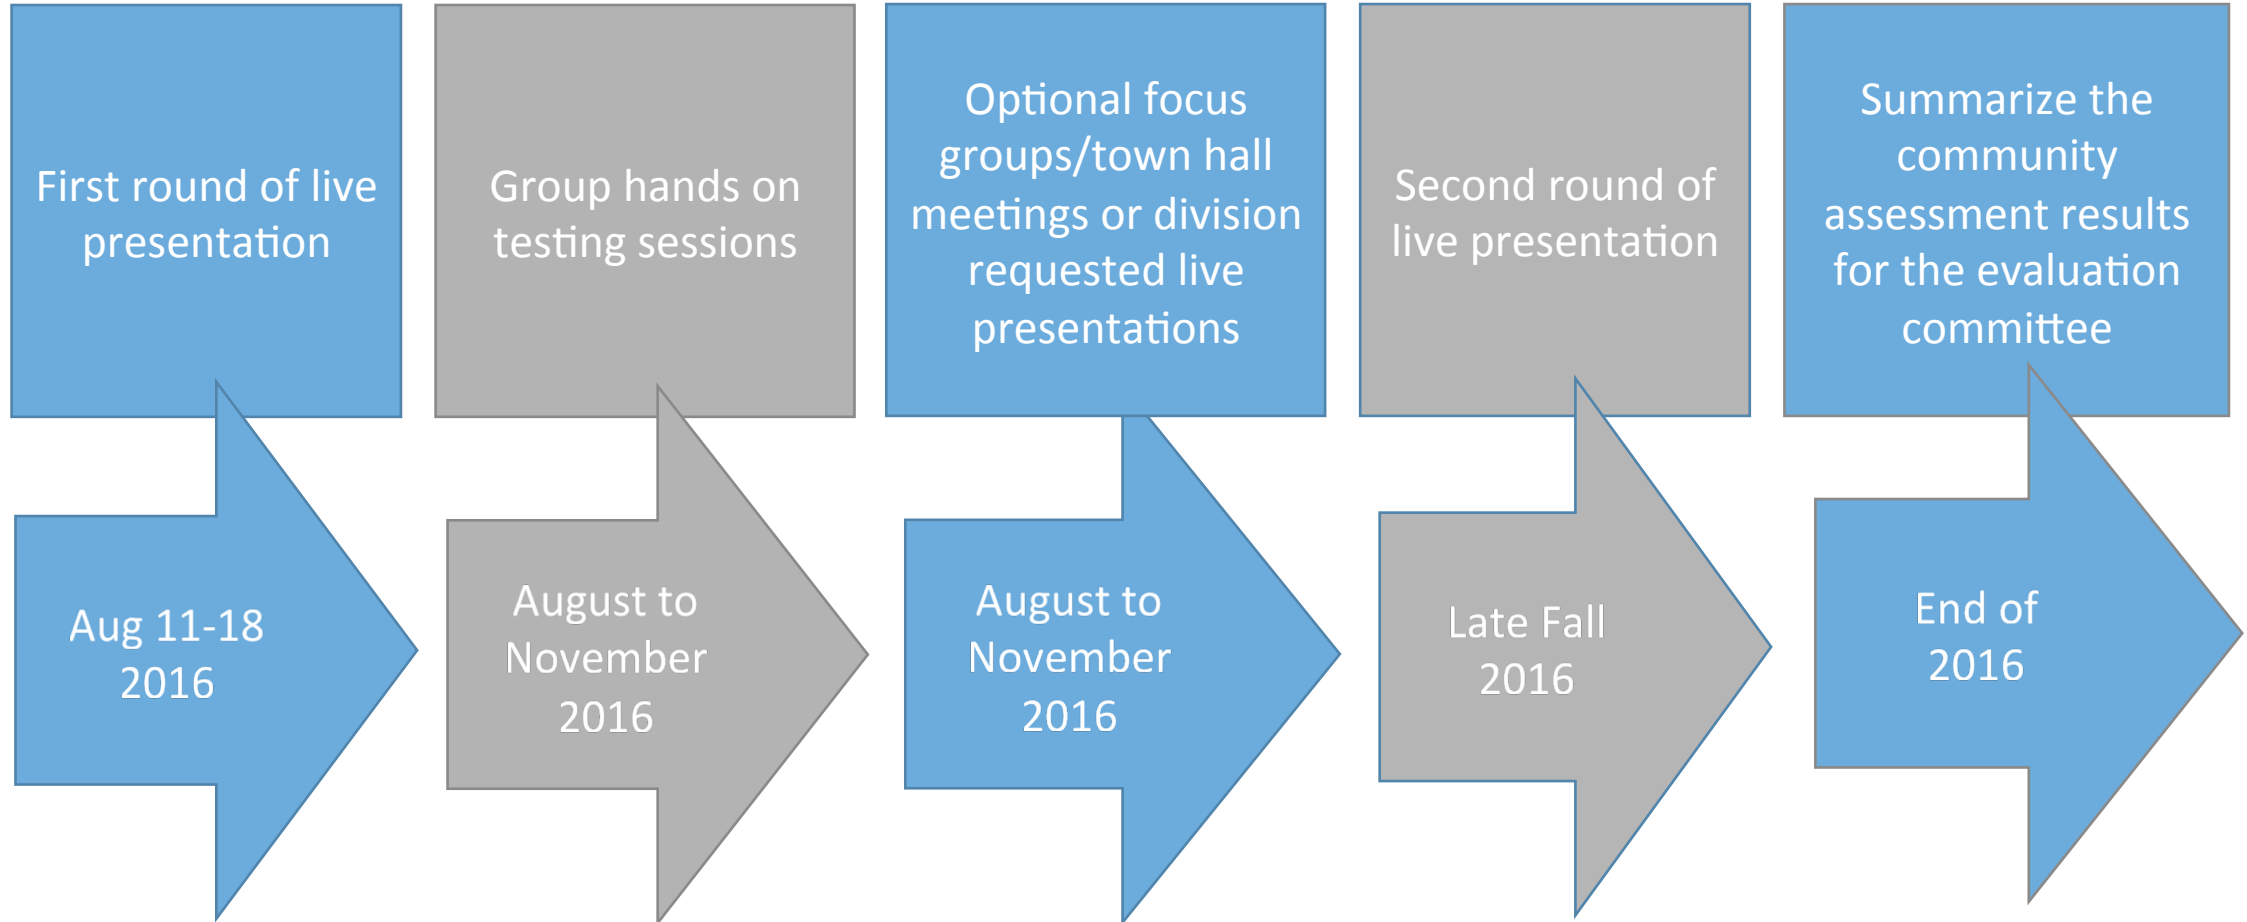 First round of live
presentation
Group hands on
testing sessions
Optional focus
groups/town hall
meetings or division
requested live
presentations
Second round of
live presentation
Summarize the
community
assessment results
for the evaluation
committee
Aug 11-18
2016
August to
November
2016
August to
November
2016
Late Fall
2016
End of
2016